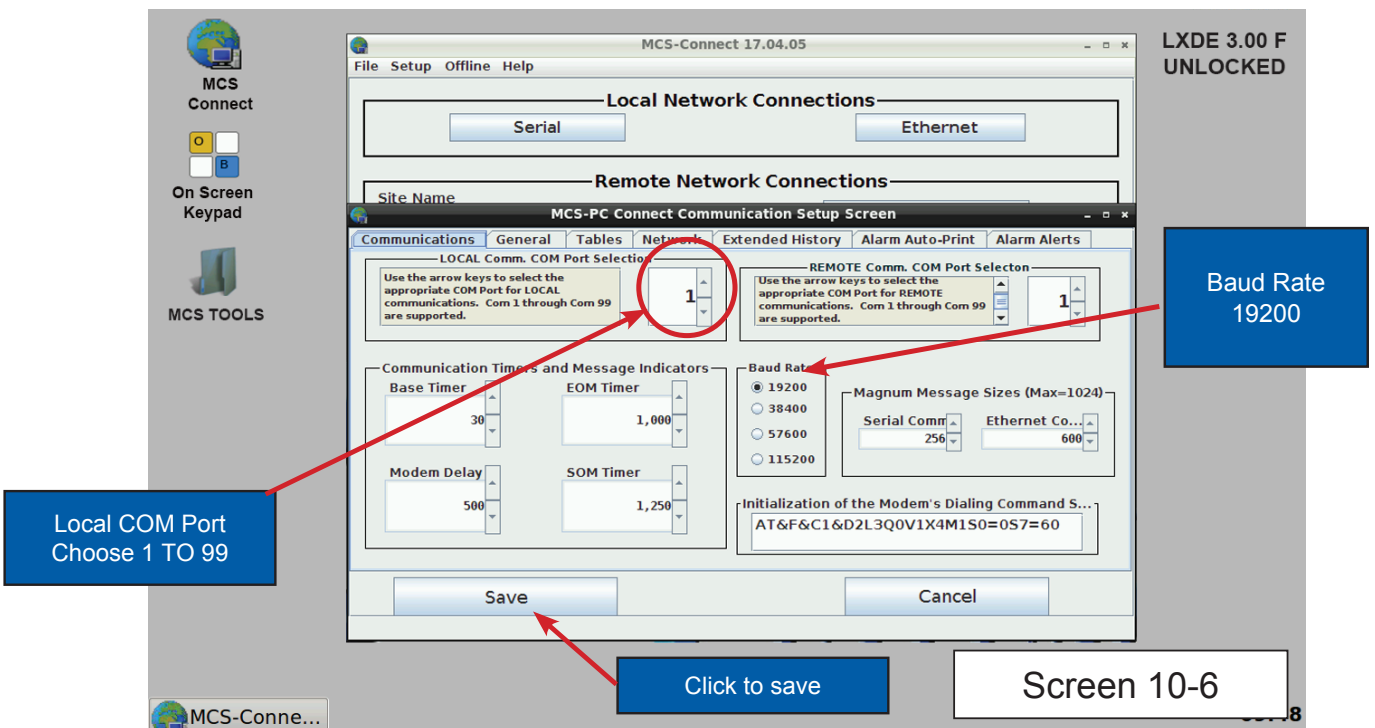 MCS-Connect 17.04.05
LXDE 3.00 F
UNLOCKED
File Setup Offline Help
MCS
Connect
Local Network Connections
Serial
Ethernet
O
B
On Screen
Keypad
Remote Network Connections
Site Name
MCS-PC Connect Communication Setup Screen
Communications General Tables Network Extended History Alarm Auto-Print Alarm Alerts
LOCAL Comm. COM Port Selection
Use the arrow keys to select the
appropriate COM Port for LOCAL
communications. Com 1 through Com 99
are supported.
1
REMOTE Comm. COM Port Selecton
Use the arrow keys to select the
appropriate COM Port for REMOTE
communications. Com 1 through Com 99
are supported.
1
Baud Rate
19200
MCS TOOLS
Communication Timers and Message Indicators
Base Timer
30
EOM Timer
1,000
Modem Delay
500
SOM Timer
1,250
Baud Rate
19200
38400
57600
115200
Magnum Message Sizes (Max=1024)
Serial Comm
256
Ethernet Co...
600
Initialization of the Modem's Dialing Command S...
AT&F&C1&D2L3Q0V1X4M1S0=0S7=60
Local COM Port
Choose 1 TO 99
Save
Cancel
Click to save
Screen 10-6
MCS-Conne...